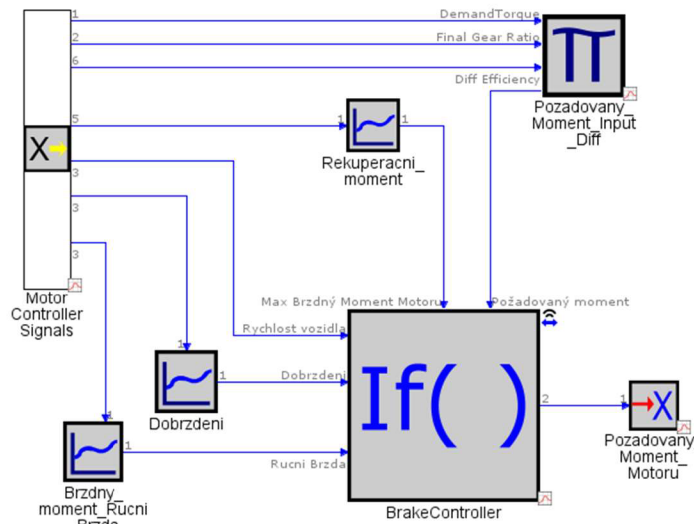 1
DemandTorque
2
Final Gear Ratio
6
Diff Efficiency
Pozadovany_
Moment_Input
_Diff
5
1
1
X
Rekuperacni_
moment
3
3
3
Motor
Controller
Signals
Max Brzdný Moment Motoru
Požadovaný moment
Rychlost vozidla
1
1
Dobrzdeni
Dobrzdeni
If( )
2
1
X
Pozadovany
Moment_
Motoru
1
1
Rucni Brzda
Brzdny_
moment_Rucni
Brzda
BrakeController